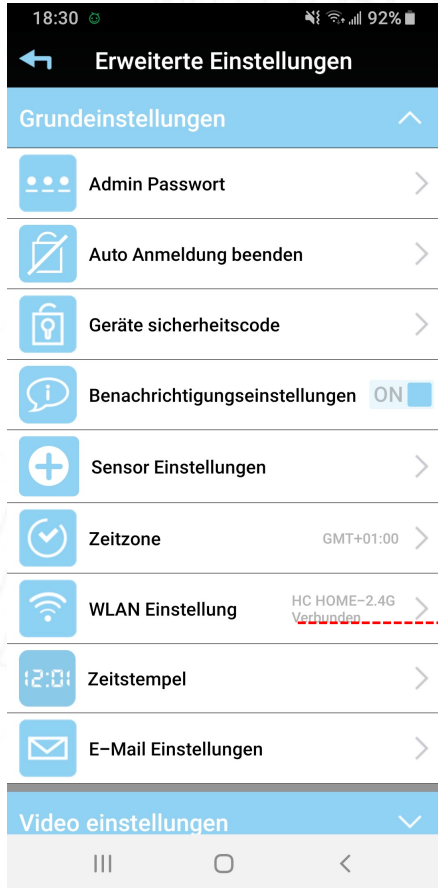 18:30 92%
Erweiterte Einstellungen
Grundeinstellungen
Admin Passwort
Auto Anmeldung beenden
Geräte sicherheitscode
Benachrichtigungseinstellungen ON
Sensor Einstellungen
Zeitzone GMT+01:00
WLAN Einstellung HC HOME-2.4G
Verbunden
12:01 Zeitstempel
E-Mail Einstellungen
Video einstellungen